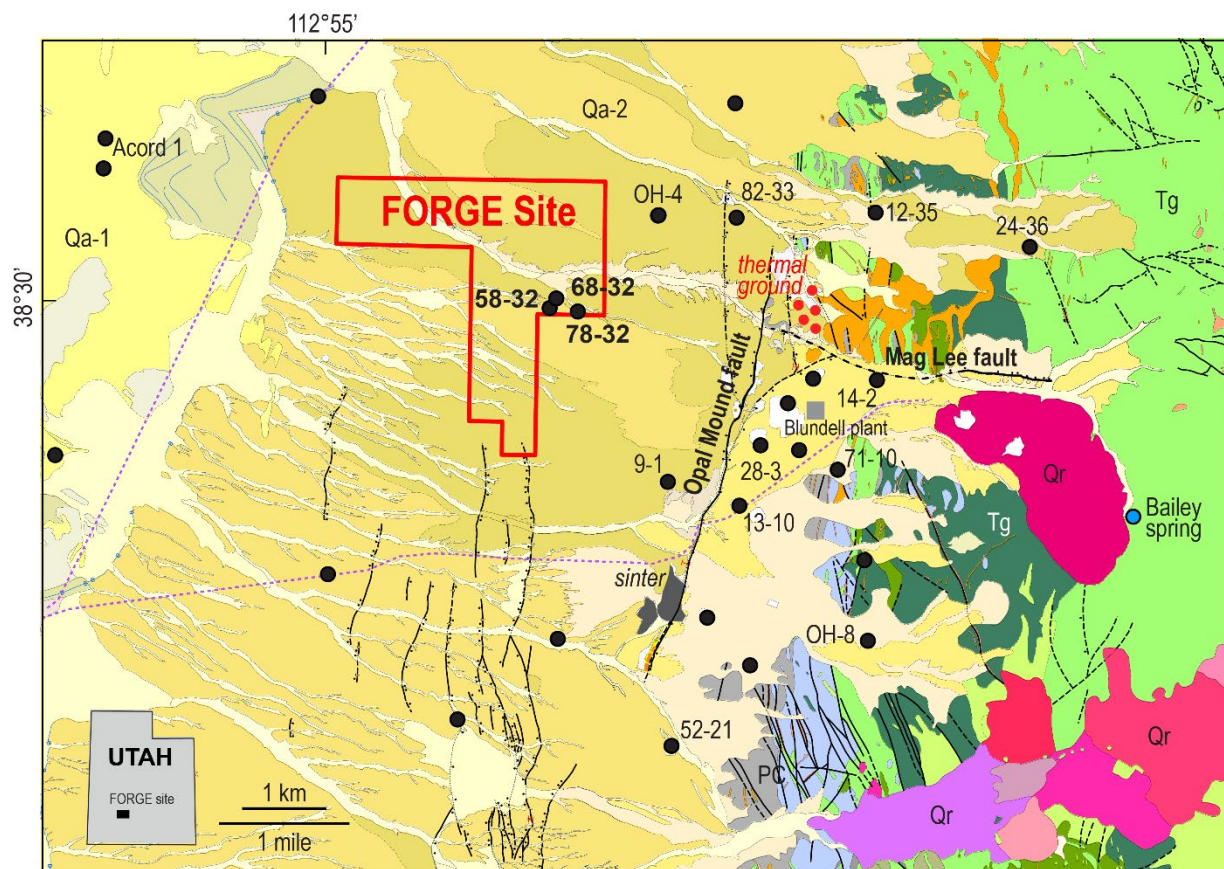 112°55'
Qa-2
Acord 1
Tg
FORGE Site
OH-4
82-33
12-35
24-36
Qa-1
thermal
ground
38°30'
68-32
58-32
78-32
Mag Lee fault
Opal Mound fault
14-2
Blundell plant
9-1
28-3
71-10
Qr
13-10
Tg
Bailey
spring
sinter
OH-8
52-21
UTAH
PC
Qr
FORGE site
1 km
Qr
1 mile